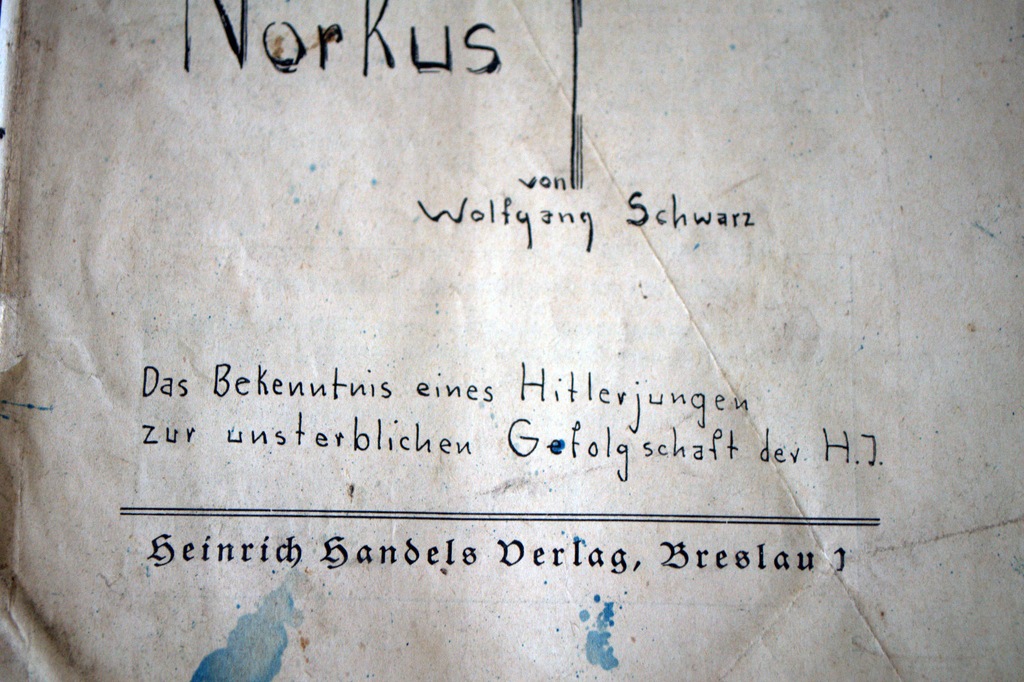 Norkus
von
Wolfgang Schwarz
Das Bekenntnis eines Hitlerjungen
zur unsterblichen Gefolgschaft der H.J.
Heinrich Handels Verlag, Breslau 1